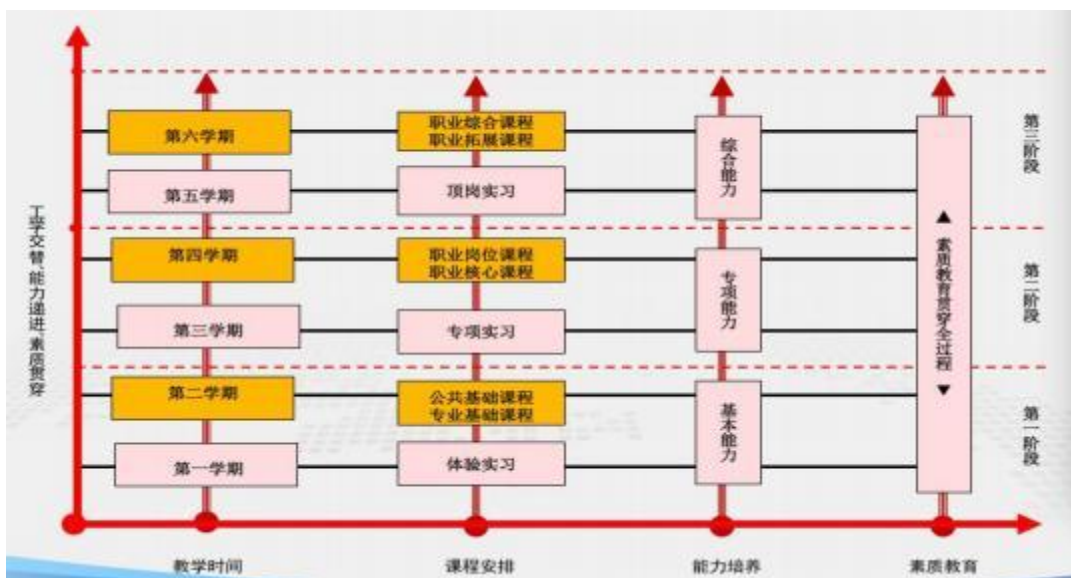 第六学期
职业综合课程
职业拓展课程
综合能力
第三阶段
第五学期
项岗实习
第四学期
职业岗位课程
职业核心课程
专项能力
第二阶段
第三学期
专项实习
第二学期
公共基础课程
专业基础课程
基本能力
第一阶段
第一学期
体验实习
▲素质教育贯穿全过程▼
工学交替、能力递进、素质贯穿
教学时间
课程安排
能力培养
素质教育